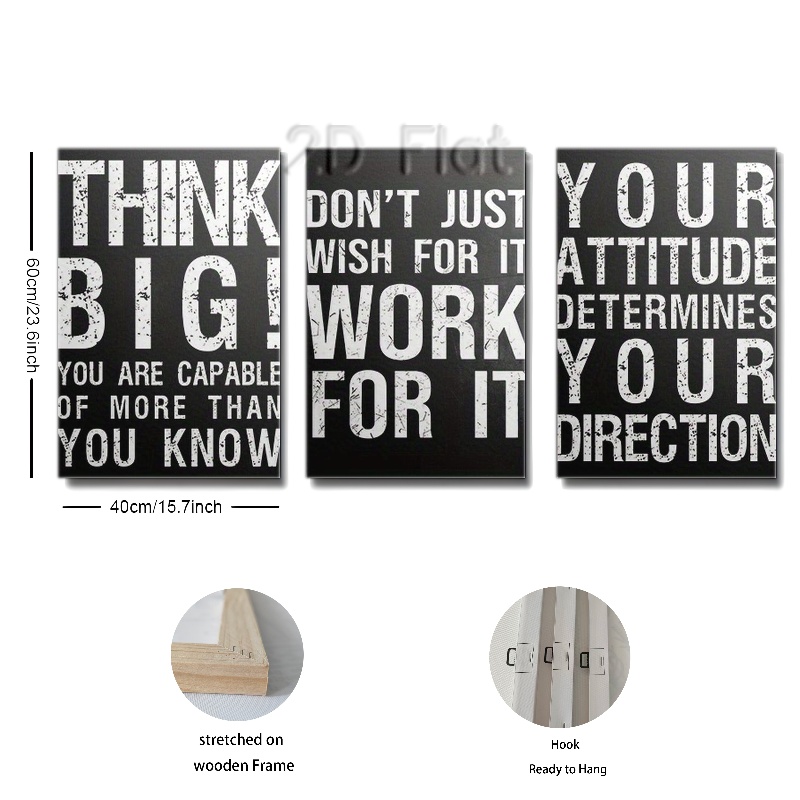 2D Flat
THINK
BIG!
YOU ARE CAPABLE
OF MORE THAN
YOU KNOW
DON'T JUST
WISH FOR IT
WORK
FOR IT
YOUR
ATTITUDE
DETERMINES
YOUR
DIRECTION
60cm/23.6inch
40cm/15.7inch
stretched on
wooden Frame
Hook
Ready to Hang